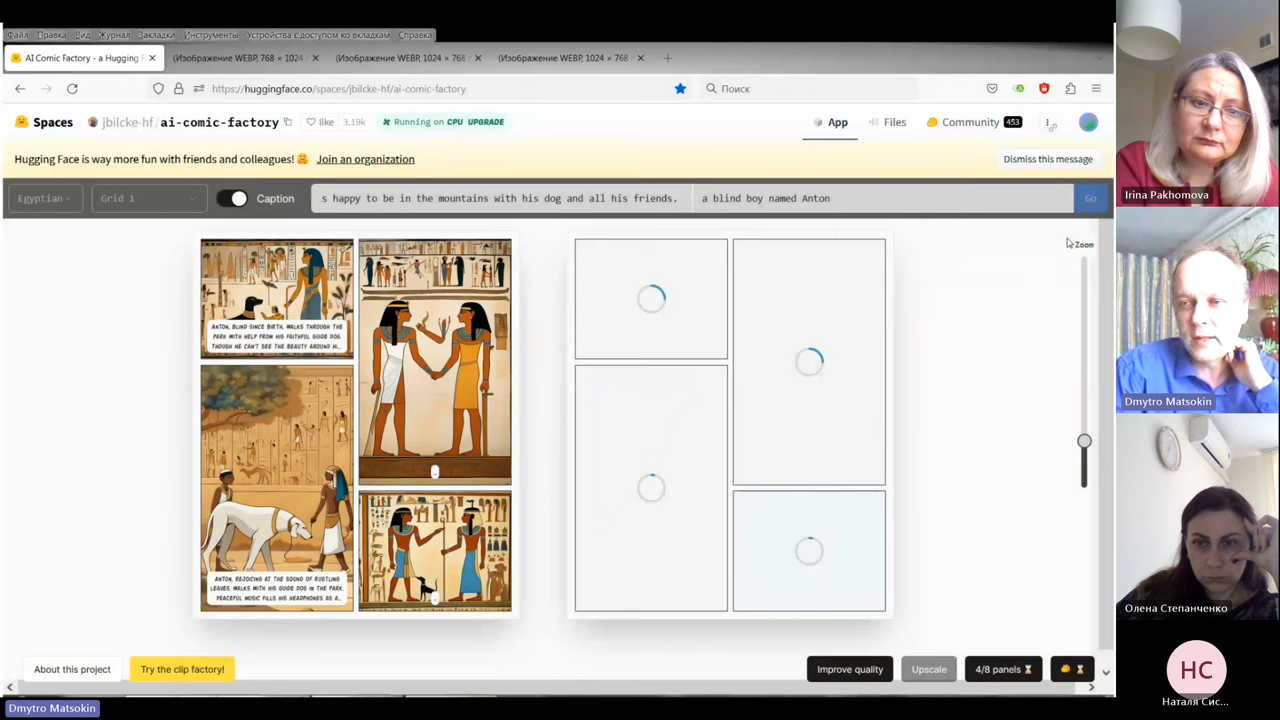 Файл Правка Вид Журнал Закладки Инструменты Устройства с доступом ко вкладкам Справка
AI Comic Factory - a Hugging F
(Изображение WEBP, 768 × 1024
(Изображение WEBP, 1024 × 768
(Изображение WEBP, 1024 × 768
https://huggingface.co/spaces/jbilcke-hf/ai-comic-factory
Поиск
Spaces jbilcke-hf/ai-comic-factory like 3.19k Running on CPU UPGRADE App Files Community 453
Hugging Face is way more fun with friends and colleagues! 🤗 Join an organization Dismiss this message
Egyptian Grid 1 Caption s happy to be in the mountains with his dog and all his friends. a blind boy named Anton Go
Zoom
ANTON, BLIND SINCE BIRTH, WALKS THROUGH THE
PARK WITH HELP FROM HIS FAITHFUL GUIDE DOG.
THOUGH HE CAN'T SEE THE BEAUTY AROUND HI…
ANTON, REJOICING AT THE SOUND OF RUSTLING
LEAVES, WALKS WITH HIS GUIDE DOG IN THE PARK.
PEACEFUL MUSIC FILLS HIS HEADPHONES AS A…
About this project Try the clip factory! Improve quality Upscale 4/8 panels ⏳
Dmytro Matsokin
Irina Pakhomova
Dmytro Matsokin
Олена Степанченко
НС
Наталя Сис...